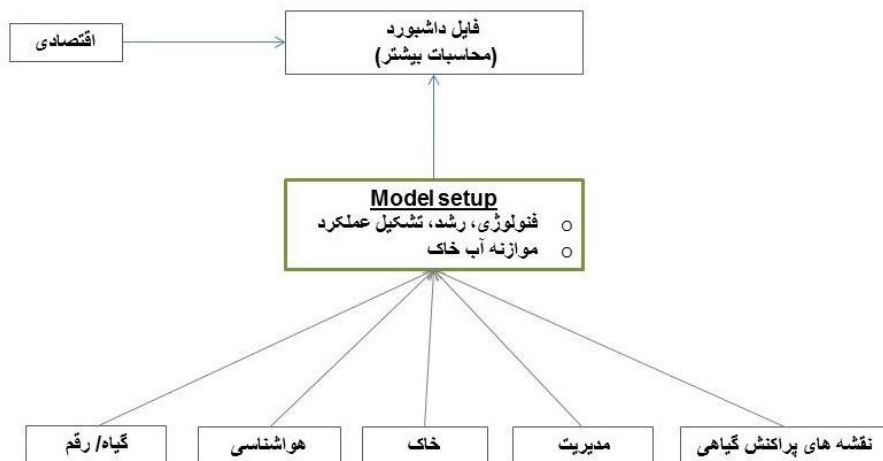 فایل داشبورد
(محاسبات بیشتر)
اقتصادی
Model setup
o فنولوژی، رشد، تشکیل عملکرد
o موازنه آب خاک
نقشه های پراکنش گیاهی
مدیریت
خاک
هواشناسی
گیاه/ رقم